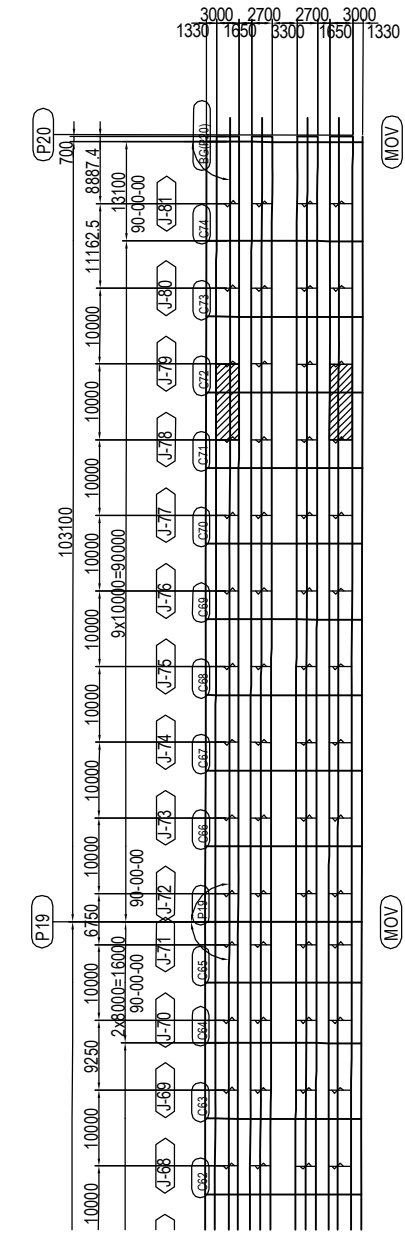 3000 2700 2700 3000
1330 1650 3300 1650 1330
P20
MOV
700
8887.4
13100
90-00-00
BG(P20)
J-81
C74
11162.5
J-80
C73
10000
J-79
C72
10000
J-78
C71
10000
J-77
C70
103100
10000
9x10000=90000
J-76
C69
10000
J-75
C68
10000
J-74
C67
10000
J-73
C66
10000
90-00-00
J-72
P19
P19
MOV
6750
J-71
C65
10000
2x8000=16000
90-00-00
J-70
C64
9250
J-69
C63
10000
J-68
C62
10000